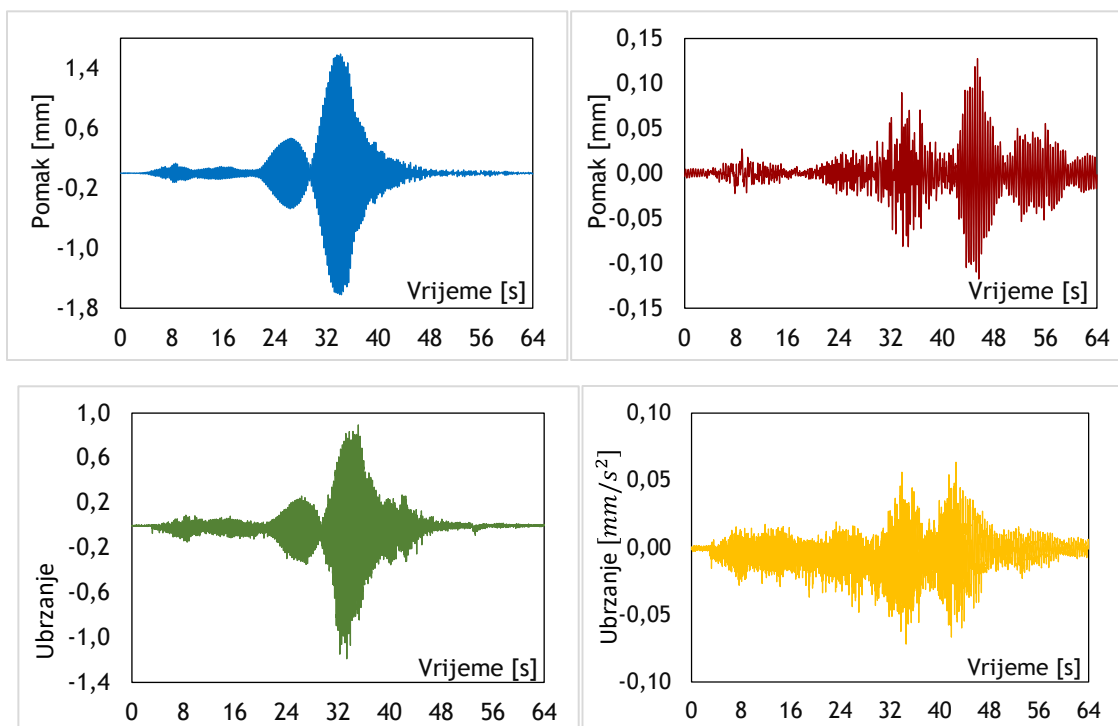 Pomak [mm]
1,4
0,6
-0,2
-1,0
-1,8
Vrijeme [s]
0 8 16 24 32 40 48 56 64
Pomak [mm]
0,15
0,10
0,05
0,00
-0,05
-0,10
-0,15
Vrijeme [s]
0 8 16 24 32 40 48 56 64
Ubrzanje
1,0
0,6
0,2
-0,2
-0,6
-1,0
-1,4
Vrijeme [s]
0 8 16 24 32 40 48 56 64
Ubrzanje [mm/s²]
0,10
0,05
0,00
-0,05
-0,10
Vrijeme [s]
0 8 16 24 32 40 48 56 64